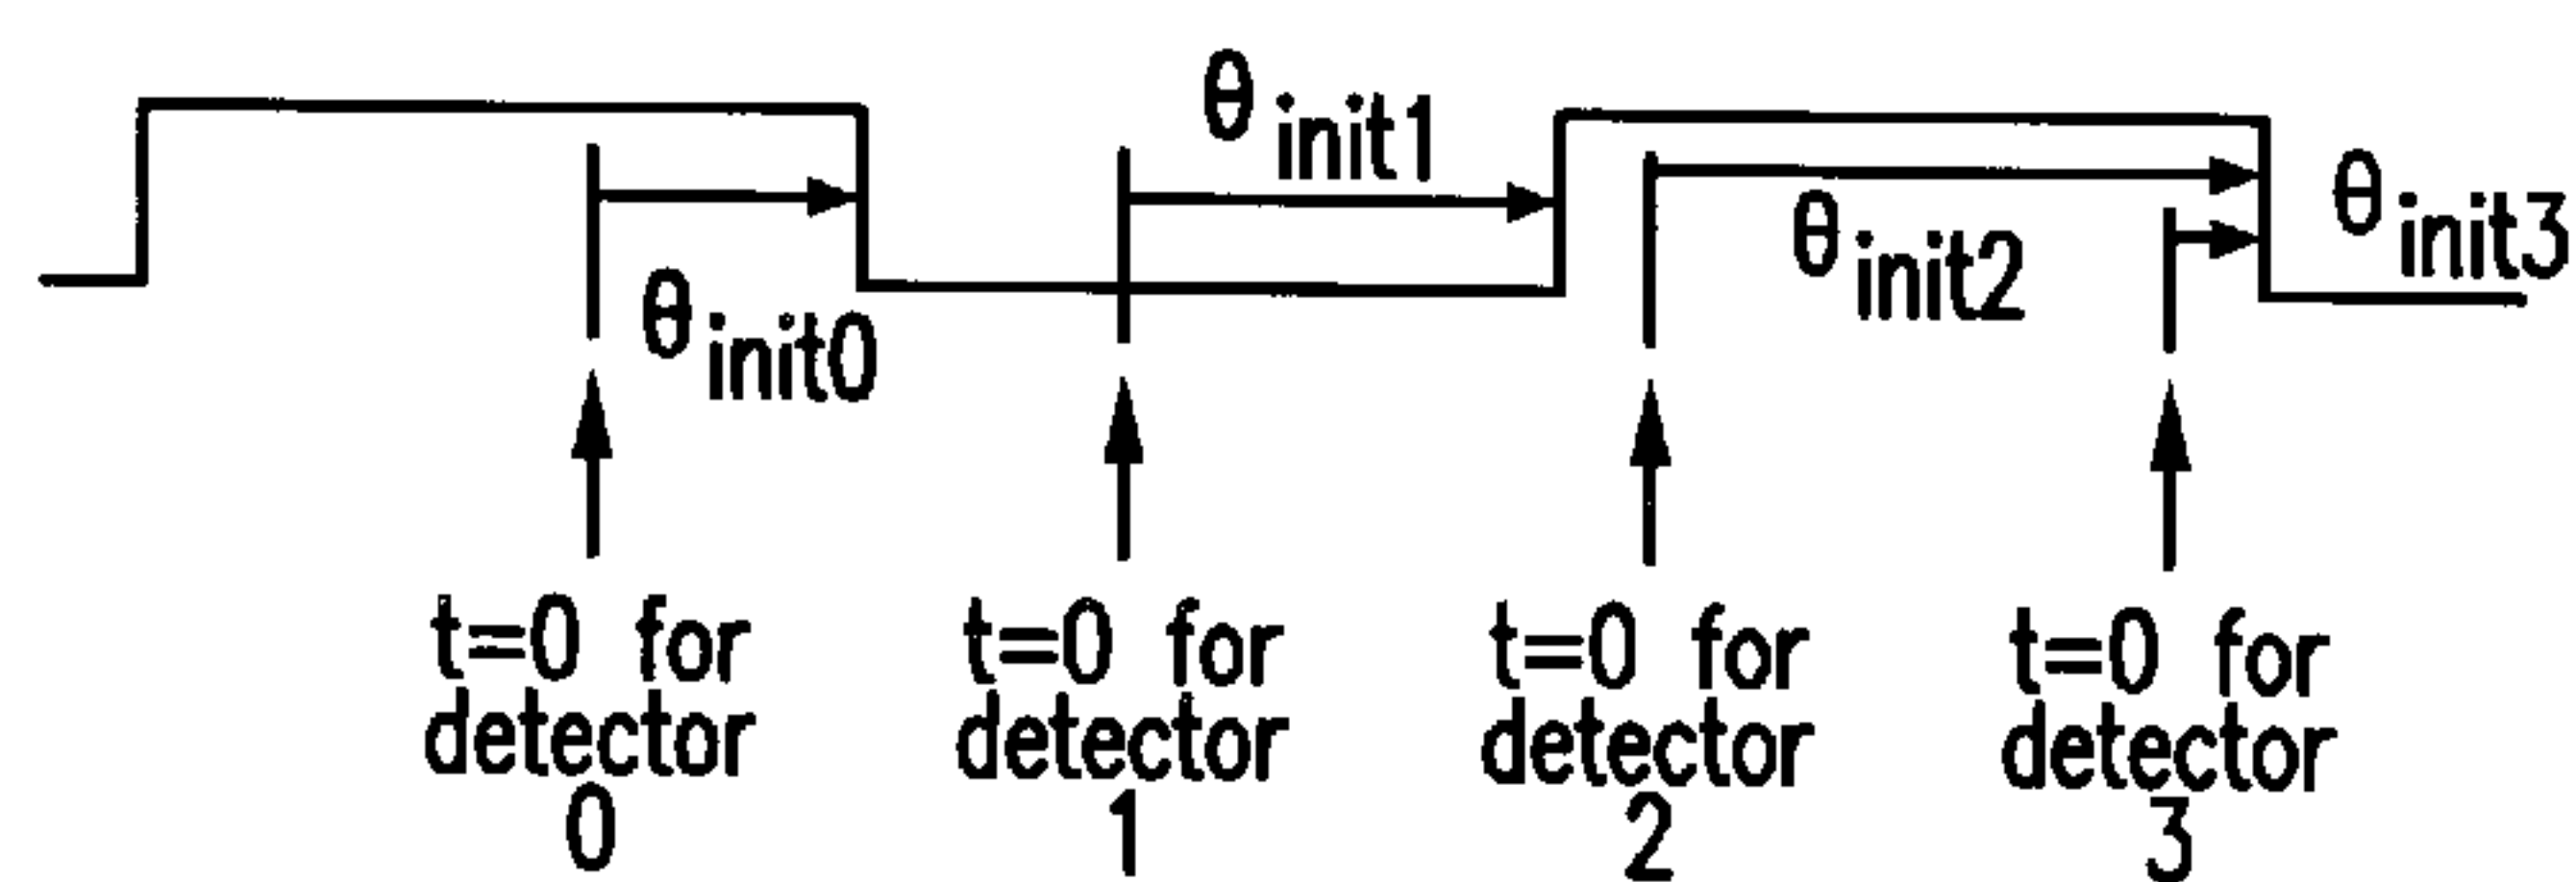 θinit1
θinit3
θinit2
θinit0
t=0 for
detector
0
t=0 for
detector
1
t=0 for
detector
2
t=0 for
detector
3